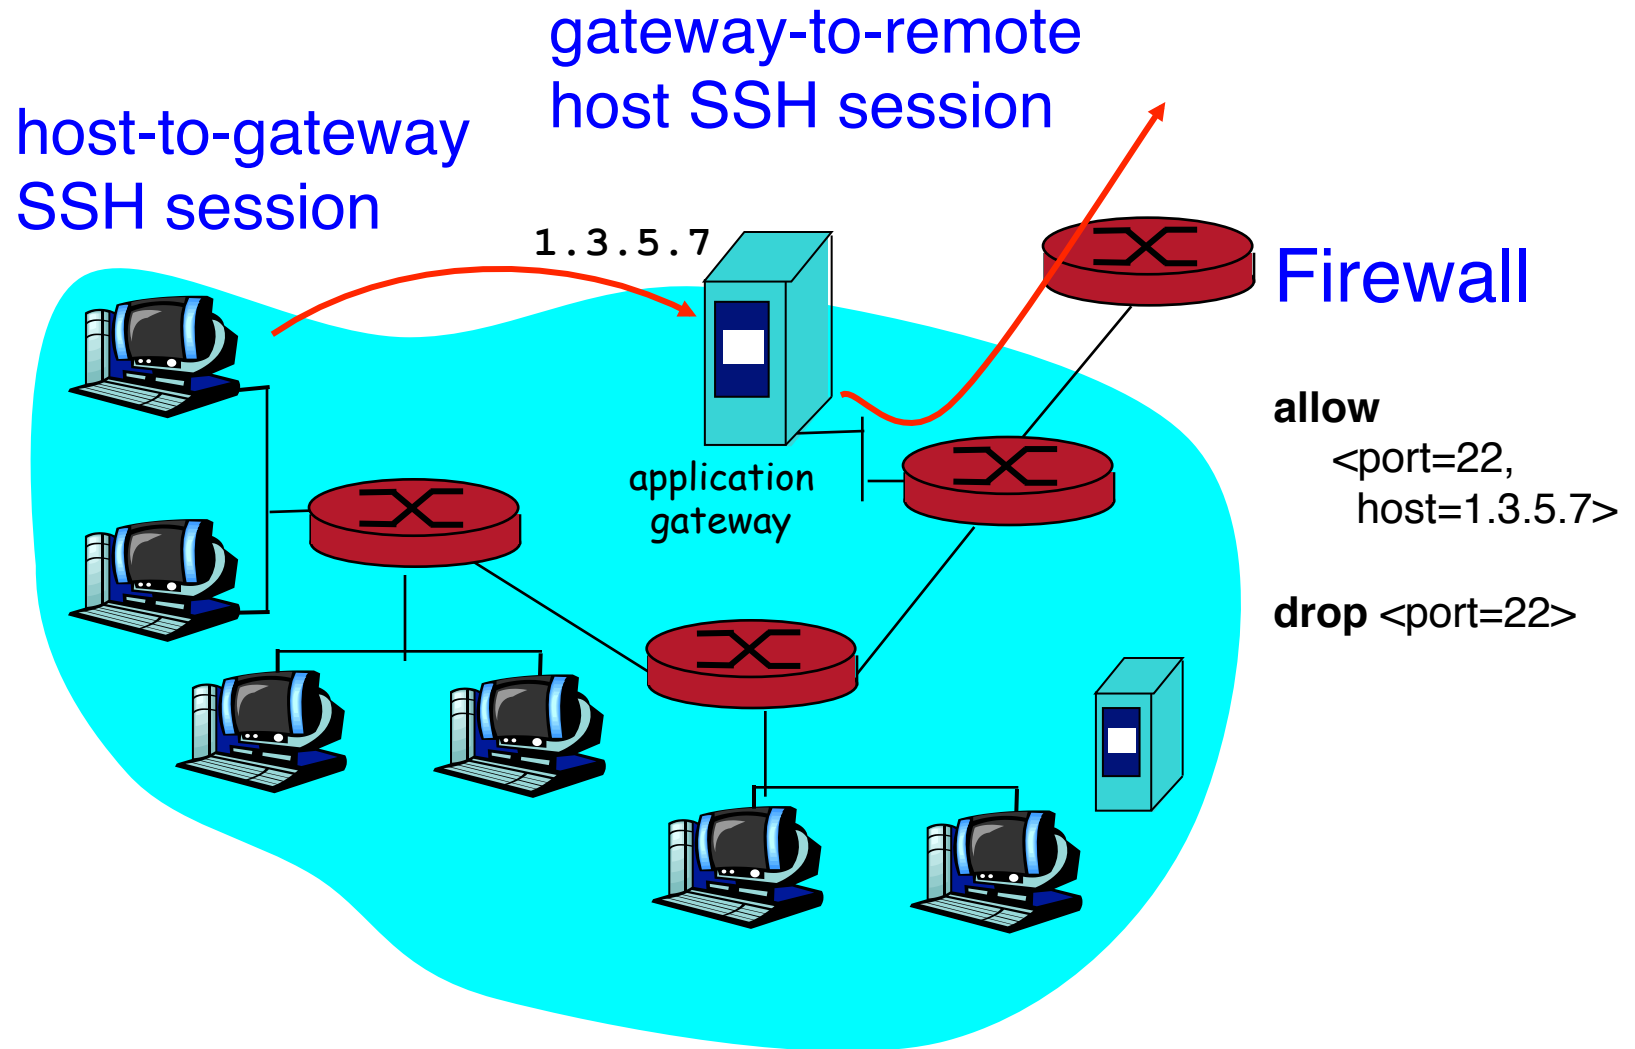 gateway-to-remote
host SSH session
host-to-gateway
SSH session
1.3.5.7
Firewall
allow
<port=22,
host=1.3.5.7>
application
gateway
drop <port=22>